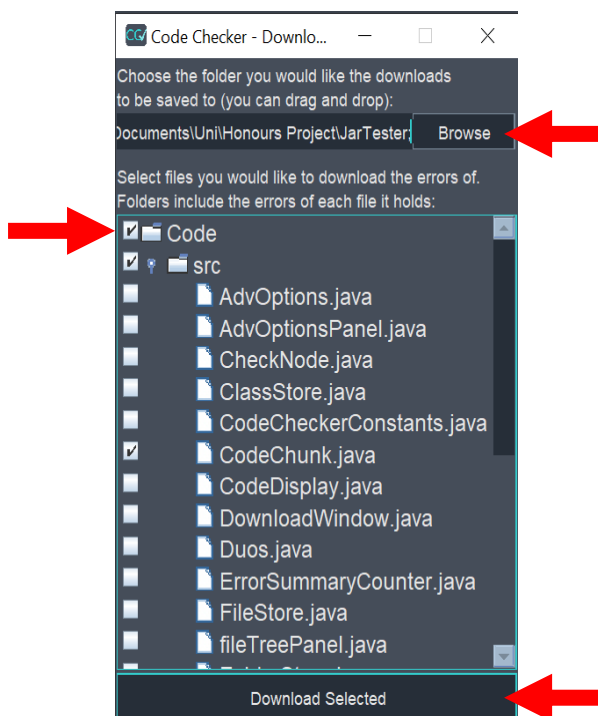 CC Code Checker - Downlo...
Choose the folder you would like the downloads
to be saved to (you can drag and drop):
Documents\Uni\Honours Project\JarTester
Browse
Select files you would like to download the errors of.
Folders include the errors of each file it holds:
Code
src
AdvOptions.java
AdvOptionsPanel.java
CheckNode.java
ClassStore.java
CodeCheckerConstants.java
CodeChunk.java
CodeDisplay.java
DownloadWindow.java
Duos.java
ErrorSummaryCounter.java
FileStore.java
fileTreePanel.java
Download Selected